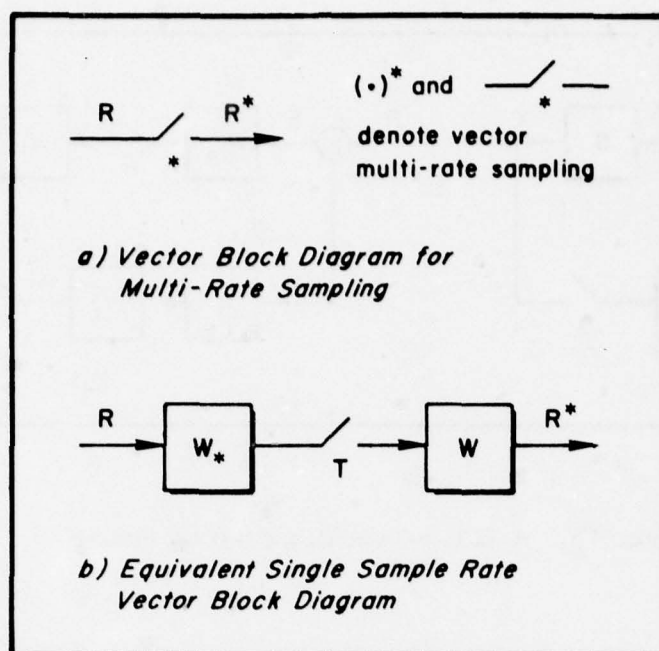 R R*
*
(•)* and
*
denote vector
multi-rate sampling
a) Vector Block Diagram for
Multi-Rate Sampling
R W* T W R*
b) Equivalent Single Sample Rate
Vector Block Diagram